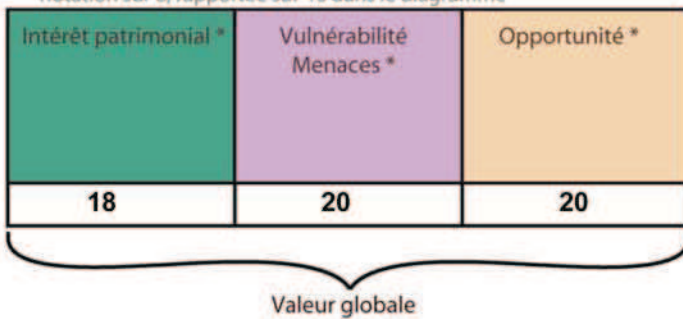 Intérêt patrimonial * Vulnérabilité Opportunité *
Menaces *
18 20 20
Valeur globale